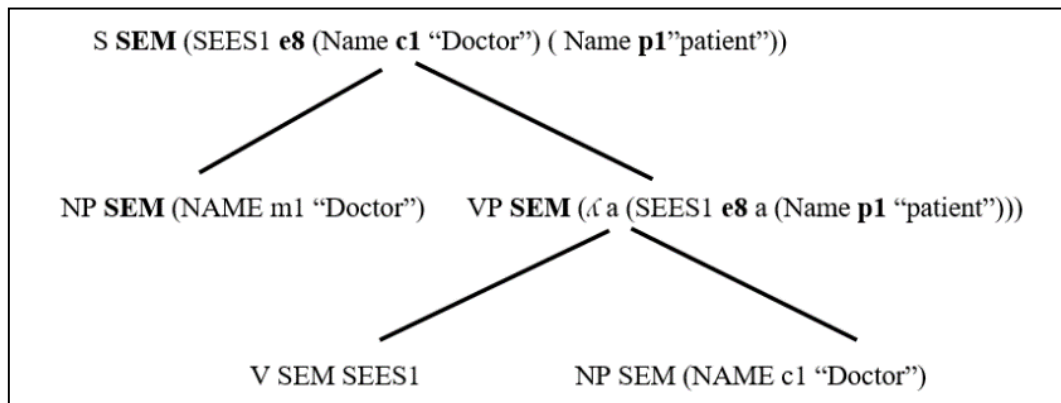 S SEM (SEES1 e8 (Name c1 “Doctor”) ( Name p1”patient”))
NP SEM (NAME m1 “Doctor”) VP SEM (ʎ a (SEES1 e8 a (Name p1 “patient”)))
V SEM SEES1 NP SEM (NAME c1 “Doctor”)